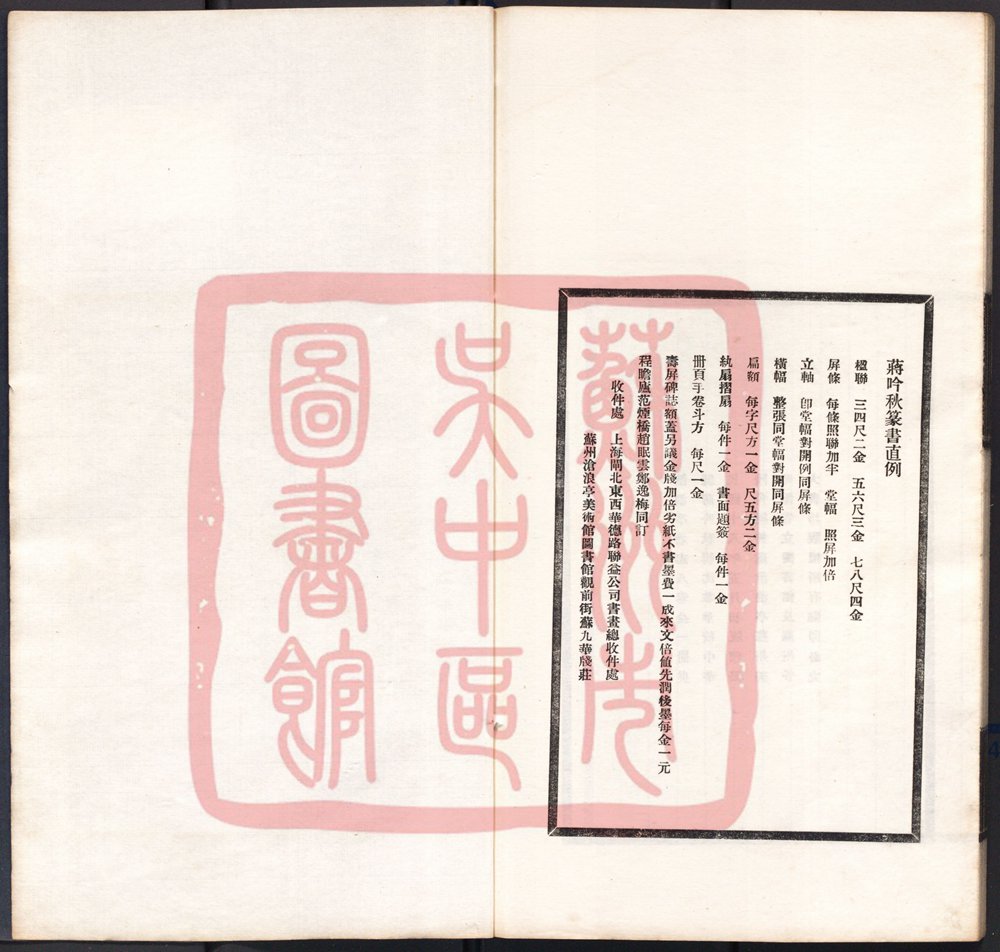 蔣吟秋篆書直例
楹聯　三四尺二金　五六尺三金　七八尺四金
屏條　每條照聯加半　堂幅　照屏加倍
立軸　卽堂幅對開例同屏條
橫幅　整張同堂幅對開同屏條
扁額　每字尺方一金　尺五方二金
紈扇摺扇　每件一金　書面題簽　每件一金
冊頁手卷斗方　每尺一金
壽屏碑誌額蓋另議金牋加倍劣紙不書墨費一成來文倍値先潤後墨每金一元
程瞻廬范煙橋趙眠雲鄭逸梅同訂
收件處　上海閘北東西華德路聯益公司書畫總收件處
蘇州滄浪亭美術館圖書館觀前街蘇九華牋莊
蘇州市
吳中區
圖書館